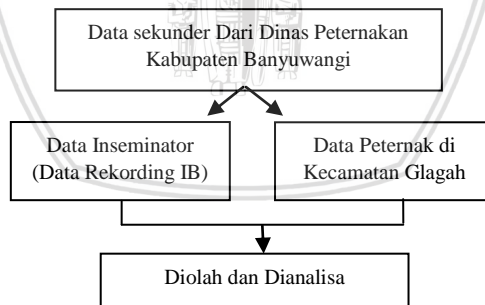 Data sekunder Dari Dinas Peternakan
Kabupaten Banyuwangi
Data Inseminator
(Data Rekording IB)
Data Peternak di
Kecamatan Glagah
Diolah dan Dianalisa